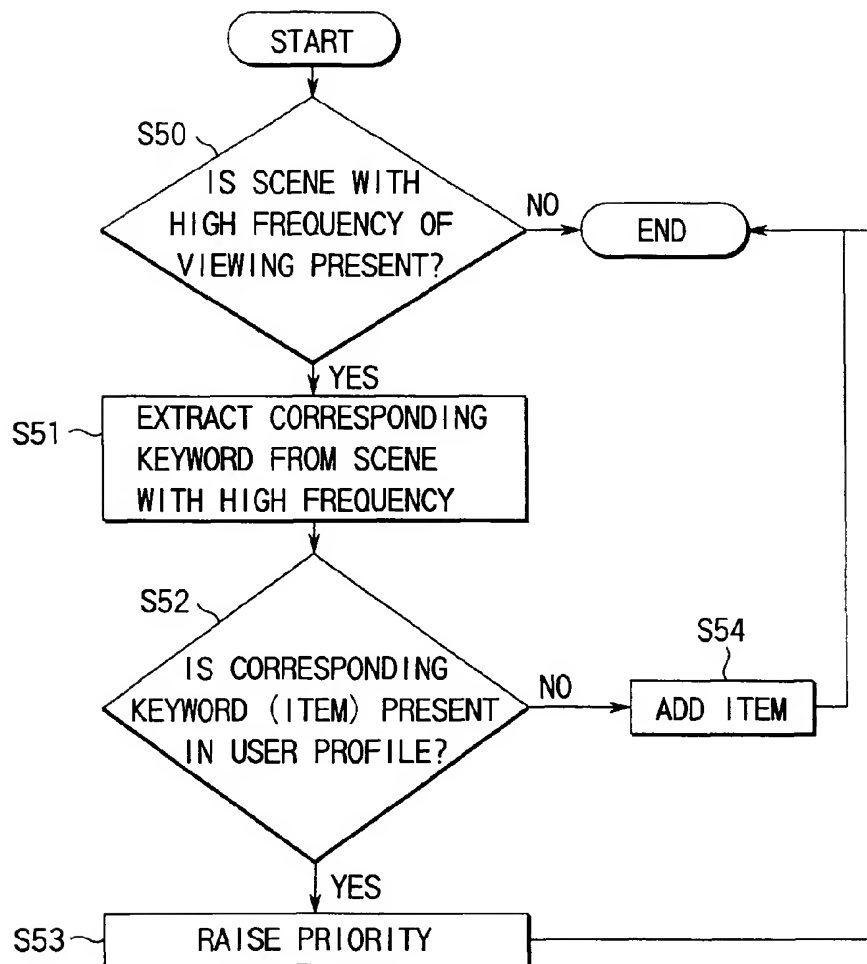 START
S50
IS SCENE WITH
HIGH FREQUENCY OF
VIEWING PRESENT?
NO
END
YES
S51
EXTRACT CORRESPONDING
KEYWORD FROM SCENE
WITH HIGH FREQUENCY
S52
IS CORRESPONDING
KEYWORD (ITEM) PRESENT
IN USER PROFILE?
NO
S54
ADD ITEM
YES
S53
RAISE PRIORITY